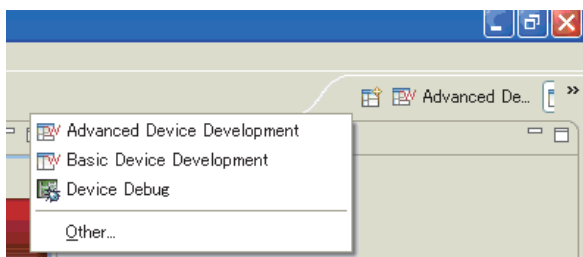 Advanced De...
»
Advanced Device Development
Basic Device Development
Device Debug
Other...